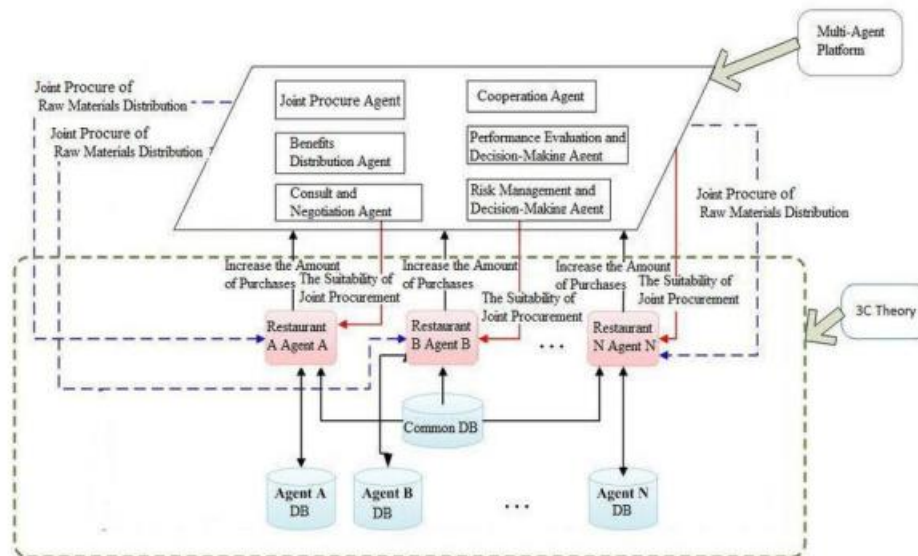 Multi-Agent
Platform
Joint Procure of
Raw Materials Distribution
Joint Procure of
Raw Materials Distribution
Joint Procure Agent
Cooperation Agent
Benefits
Distribution Agent
Performance Evaluation and
Decision-Making Agent
Consult and
Negotiation Agent
Risk Management and
Decision-Making Agent
Joint Procure of
Raw Materials Distribution
Increase the Amount
of Purchases
The Suitability of
Joint Procurement
Increase the Amount
of Purchases
The Suitability of
Joint Procurement
Increase the Amount
of Purchases
The Suitability of
Joint Procurement
3C Theory
Restaurant
A Agent A
Restaurant
B Agent B
...
Restaurant
N Agent N
Common DB
Agent A
DB
Agent B
DB
...
Agent N
DB